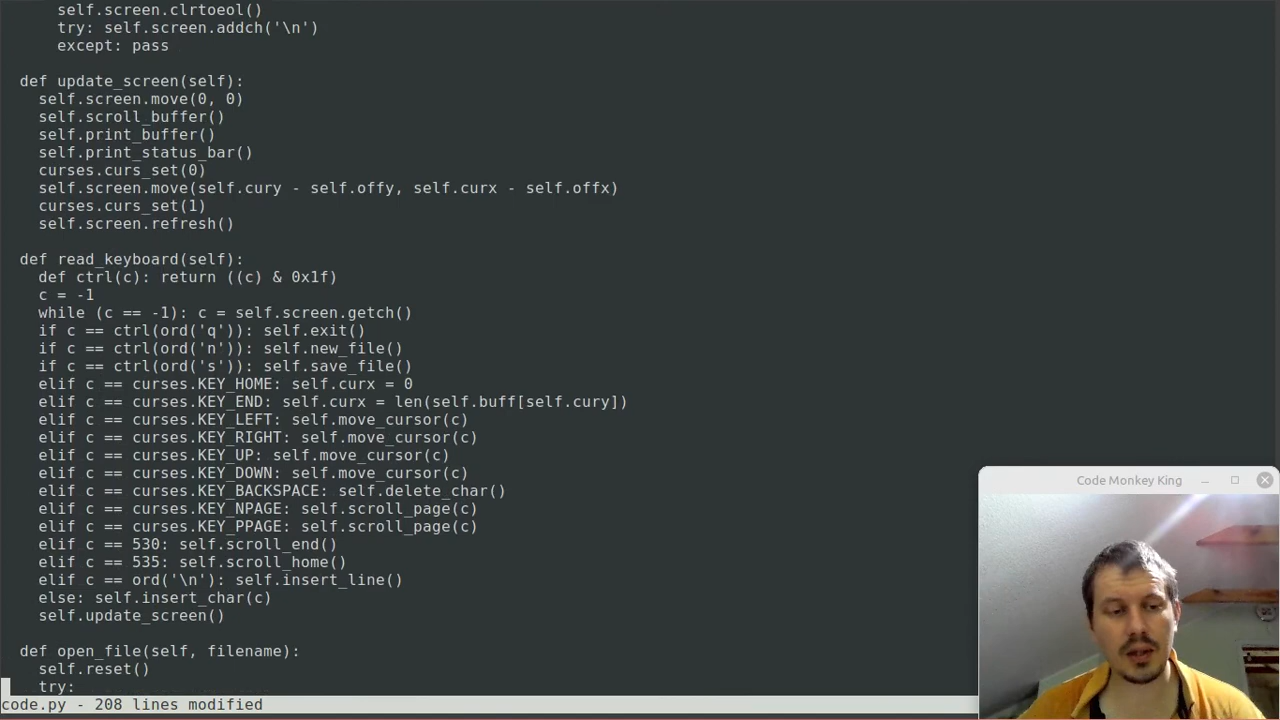 self.screen.clrtoeol()
try: self.screen.addch('\n')
except: pass
def update_screen(self):
self.screen.move(0, 0)
self.scroll_buffer()
self.print_buffer()
self.print_status_bar()
curses.curs_set(0)
self.screen.move(self.cury - self.offy, self.curx - self.offx)
curses.curs_set(1)
self.screen.refresh()
def read_keyboard(self):
def ctrl(c): return ((c) & 0x1f)
c = -1
while (c == -1): c = self.screen.getch()
if c == ctrl(ord('q')): self.exit()
if c == ctrl(ord('n')): self.new_file()
if c == ctrl(ord('s')): self.save_file()
elif c == curses.KEY_HOME: self.curx = 0
elif c == curses.KEY_END: self.curx = len(self.buff[self.cury])
elif c == curses.KEY_LEFT: self.move_cursor(c)
elif c == curses.KEY_RIGHT: self.move_cursor(c)
elif c == curses.KEY_UP: self.move_cursor(c)
elif c == curses.KEY_DOWN: self.move_cursor(c)
elif c == curses.KEY_BACKSPACE: self.delete_char()
elif c == curses.KEY_NPAGE: self.scroll_page(c)
elif c == curses.KEY_PPAGE: self.scroll_page(c)
elif c == 530: self.scroll_end()
elif c == 535: self.scroll_home()
elif c == ord('\n'): self.insert_line()
else: self.insert_char(c)
self.update_screen()
def open_file(self, filename):
self.reset()
try:
code.py - 208 lines modified
Code Monkey King